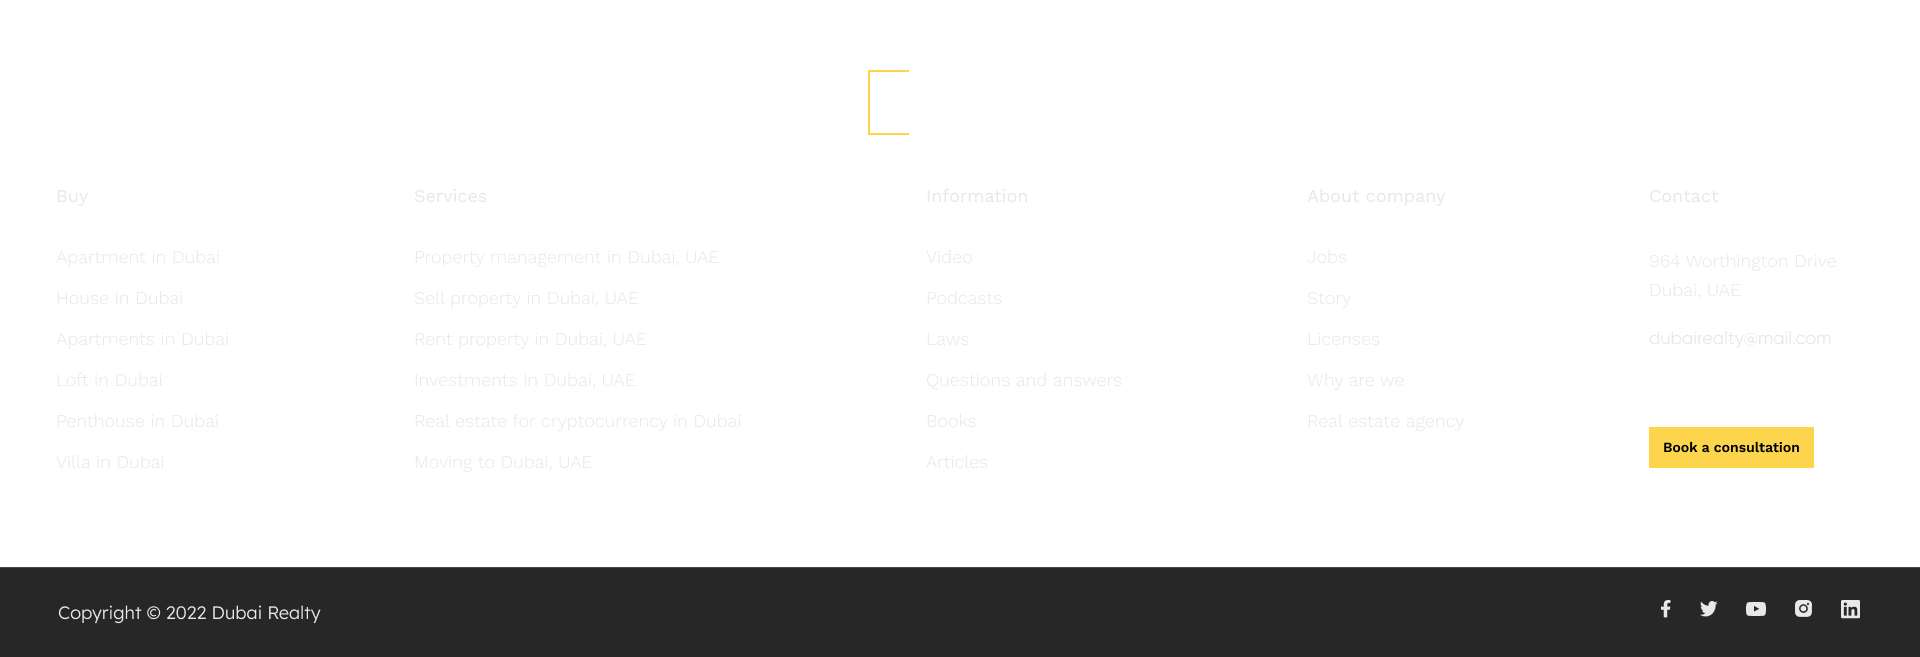 Buy
Apartment in Dubai
House in Dubai
Apartments in Dubai
Loft in Dubai
Penthouse in Dubai
Villa in Dubai
Services
Property management in Dubai, UAE
Sell property in Dubai, UAE
Rent property in Dubai, UAE
Investments in Dubai, UAE
Real estate for cryptocurrency in Dubai
Moving to Dubai, UAE
Information
Video
Podcasts
Laws
Questions and answers
Books
Articles
About company
Jobs
Story
Licenses
Why are we
Real estate agency
Contact
964 Worthington Drive
Dubai, UAE
dubairealty@mail.com
Book a consultation
Copyright © 2022 Dubai Realty